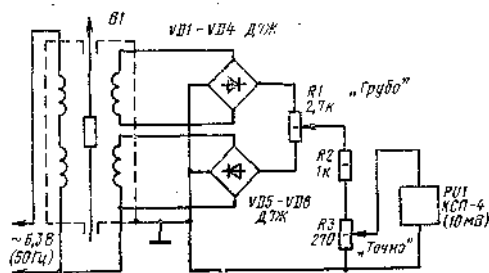 В1
VD1-VD4 Д7Ж
R1
2,7к
„Грубо”
R2
1к
VD5-VD8
Д7Ж
R3
270
„Точно”
PU1
КСП-4
(10мВ)
~6,3В
(50Гц)